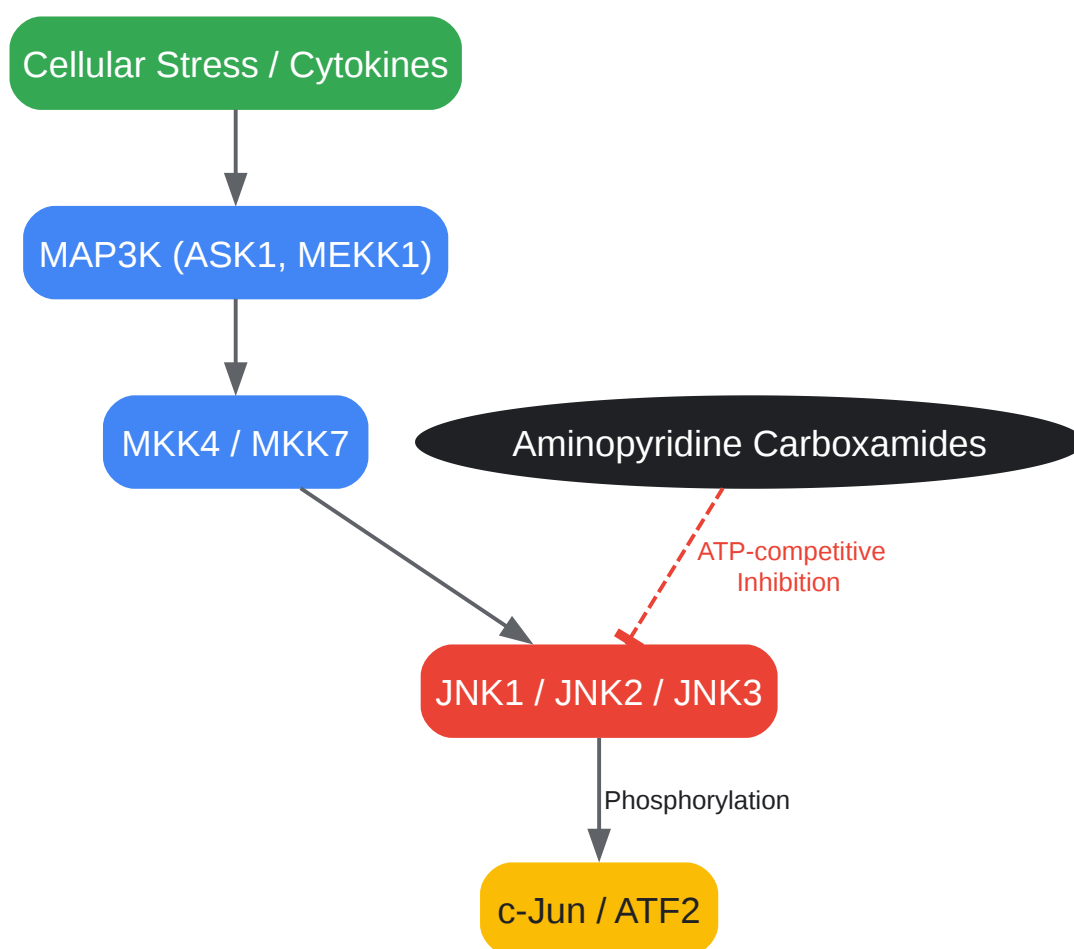 Cellular Stress / Cytokines
MAP3K (ASK1, MEKK1)
MKK4 / MKK7
Aminopyridine Carboxamides
ATP-competitive
Inhibition
JNK1 / JNK2 / JNK3
Phosphorylation
c-Jun / ATF2